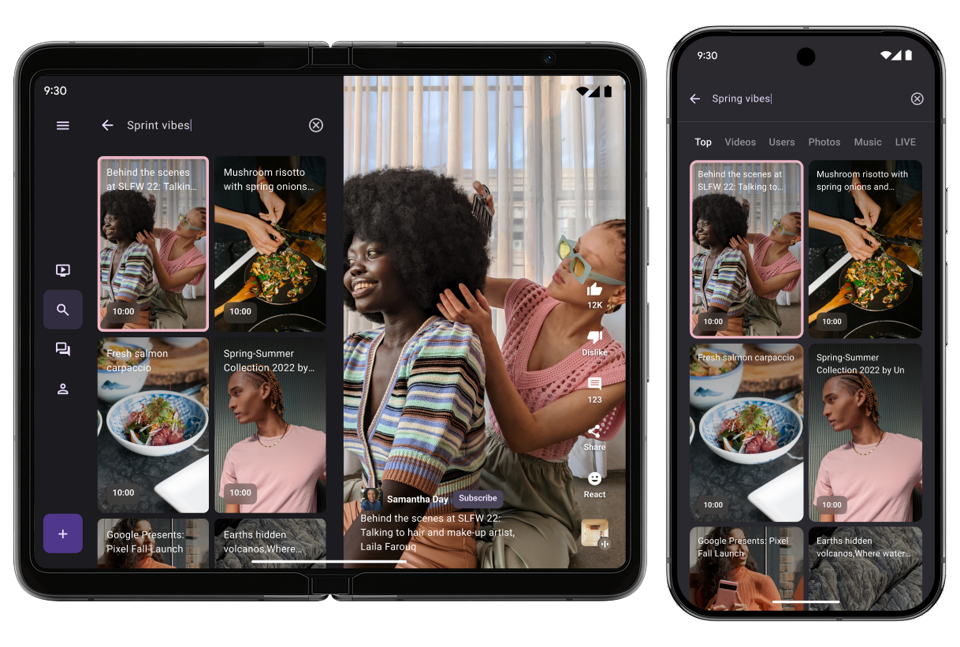 9:30
Sprint vibes
Behind the scenes
at SLFW 22: Talkin...
Mushroom risotto
with spring onions...
10:00
10:00
Fresh salmon
carpaccio
Spring-Summer
Collection 2022 by...
10:00
10:00
Google Presents:
Pixel Fall Launch
Earths hidden
volcanos,Where...
12K
Dislike
123
Share
React
Samantha Day
Subscribe
Behind the scenes at SLFW 22:
Talking to hair and make-up artist,
Laila Farouq
9:30
Spring vibes
Top Videos Users Photos Music LIVE
Behind the scenes at
SLFW 22: Talking to...
Mushroom risotto with
spring onions and...
10:00
10:00
Fresh salmon carpaccio
Spring-Summer
Collection 2022 by Un
10:00
10:00
Google Presents: Pixel
Fall Launch
Earths hidden
volcanos,Where water...